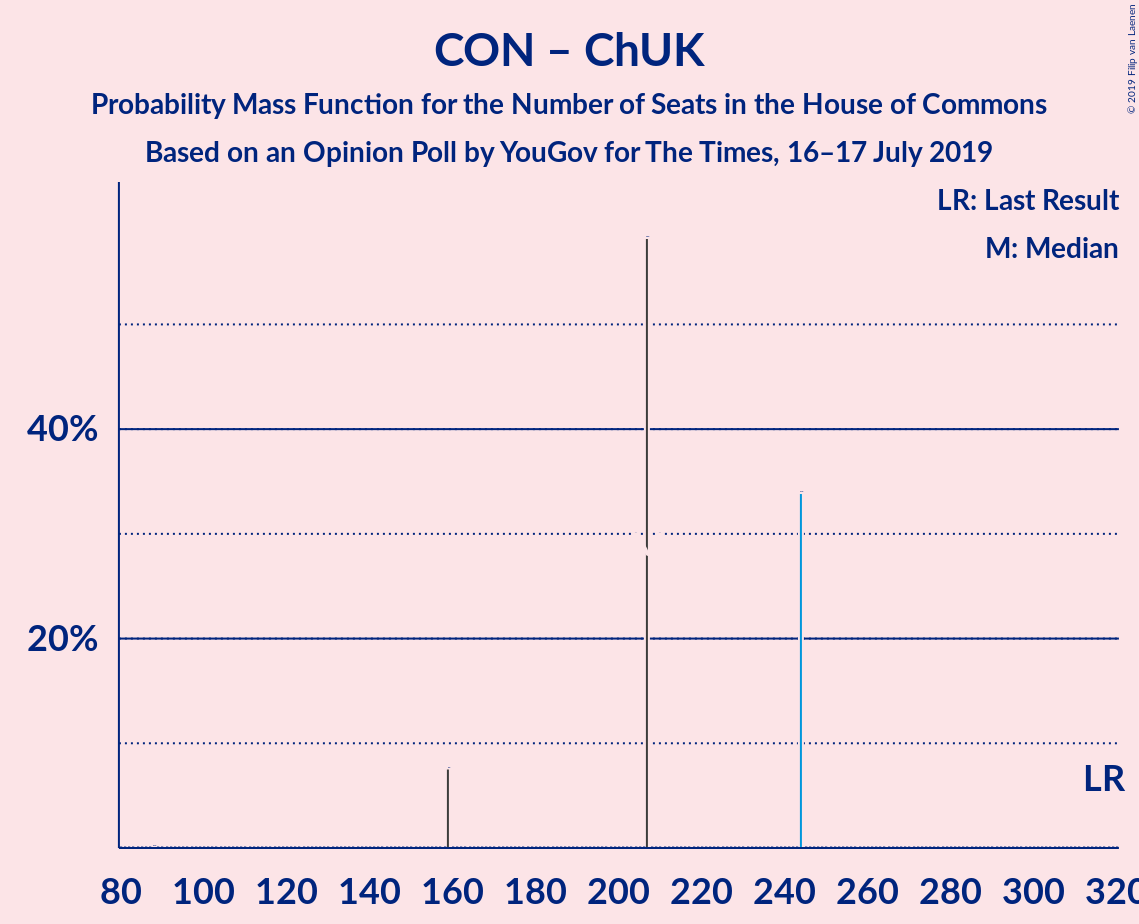 CON – ChUK
Probability Mass Function for the Number of Seats in the House of Commons
Based on an Opinion Poll by YouGov for The Times, 16–17 July 2019
© 2019 Filip van Laenen
LR: Last Result
M: Median
40%
20%
LR
80 100 120 140 160 180 200 220 240 260 280 300 320